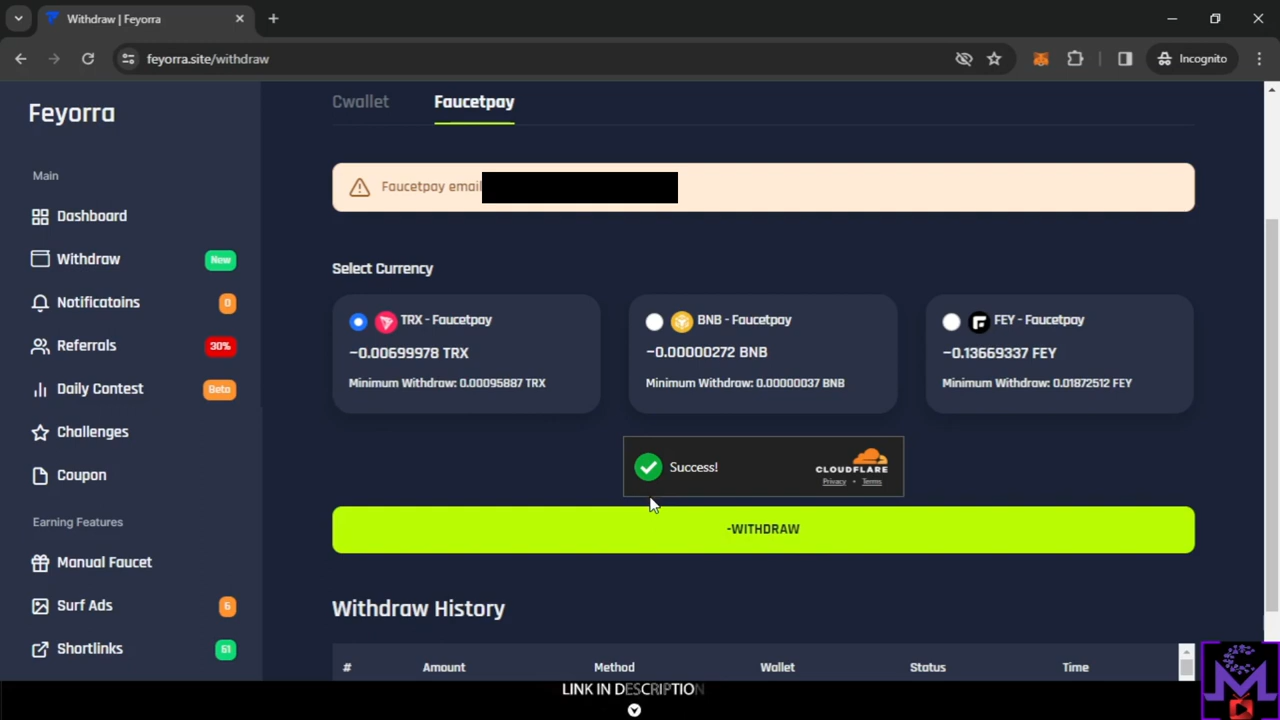 Withdraw | Feyorra
feyorra.site/withdraw
Incognito
Feyorra
Main
Dashboard
Withdraw New
Notificatoins 0
Referrals 30%
Daily Contest Beta
Challenges
Coupon
Earning Features
Manual Faucet
Surf Ads 6
Shortlinks 61
Cwallet Faucetpay
Faucetpay email
Select Currency
TRX - Faucetpay
~0.00699978 TRX
Minimum Withdraw: 0.00095887 TRX
BNB - Faucetpay
~0.00000272 BNB
Minimum Withdraw: 0.00000037 BNB
FEY - Faucetpay
~0.13669337 FEY
Minimum Withdraw: 0.01872512 FEY
Success!
CLOUDFLARE
Privacy • Terms
-WITHDRAW
Withdraw History
# Amount Method Wallet Status Time
LINK IN DESCRIPTION
M